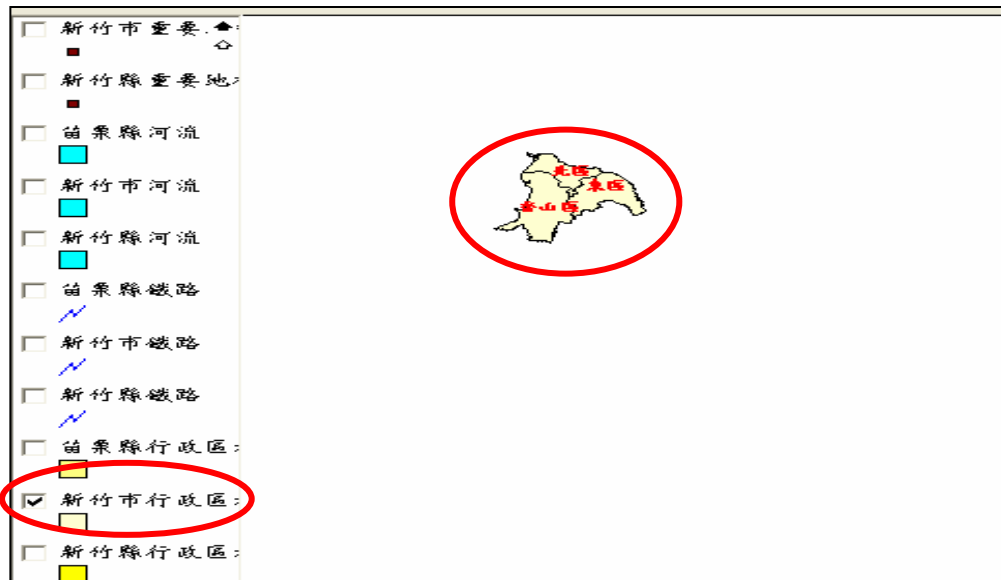 新竹市重要
新竹縣重要地
苗栗縣河流
新竹市河流
新竹縣河流
苗栗縣鐵路
新竹市鐵路
新竹縣鐵路
苗栗縣行政區
新竹市行政區
新竹縣行政區
北區
東區
香山區